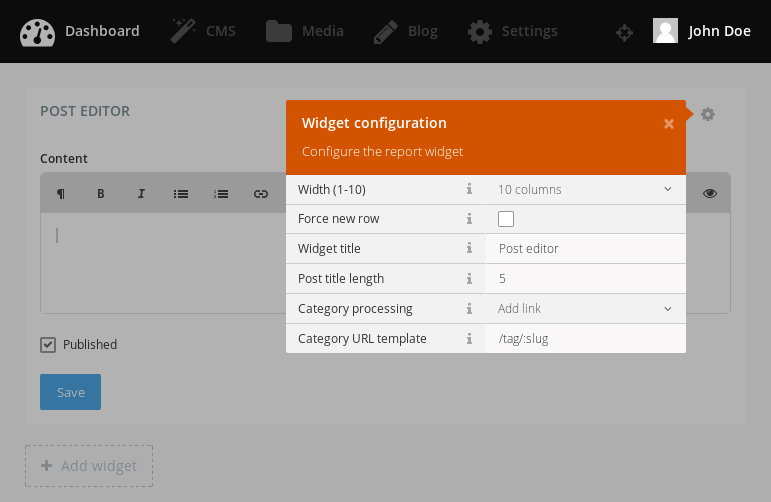 Dashboard CMS Media Blog Settings John Doe
POST EDITOR
Content
¶ B I
Published
Save
+ Add widget
Widget configuration ×
Configure the report widget
Width (1-10) i 10 columns
Force new row i
Widget title i Post editor
Post title length i 5
Category processing i Add link
Category URL template i /tag/:slug